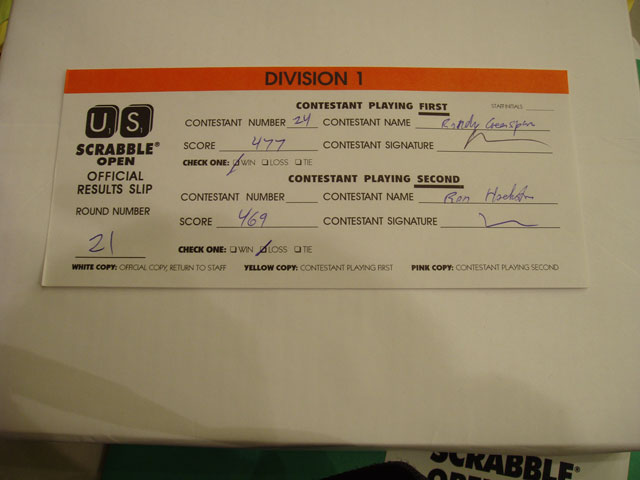 DIVISION 1
US
SCRABBLE®
OPEN
OFFICIAL
RESULTS SLIP
ROUND NUMBER
21
CONTESTANT PLAYING FIRST
STAFF INITIALS
CONTESTANT NUMBER 24 CONTESTANT NAME Randy Greenspan
SCORE 477 CONTESTANT SIGNATURE
CHECK ONE: WIN LOSS TIE
CONTESTANT PLAYING SECOND
CONTESTANT NUMBER CONTESTANT NAME Ron
SCORE 469 CONTESTANT SIGNATURE
CHECK ONE: WIN LOSS TIE
WHITE COPY: OFFICIAL COPY, RETURN TO STAFF YELLOW COPY: CONTESTANT PLAYING FIRST PINK COPY: CONTESTANT PLAYING SECOND
SCRABBLE®
OPEN